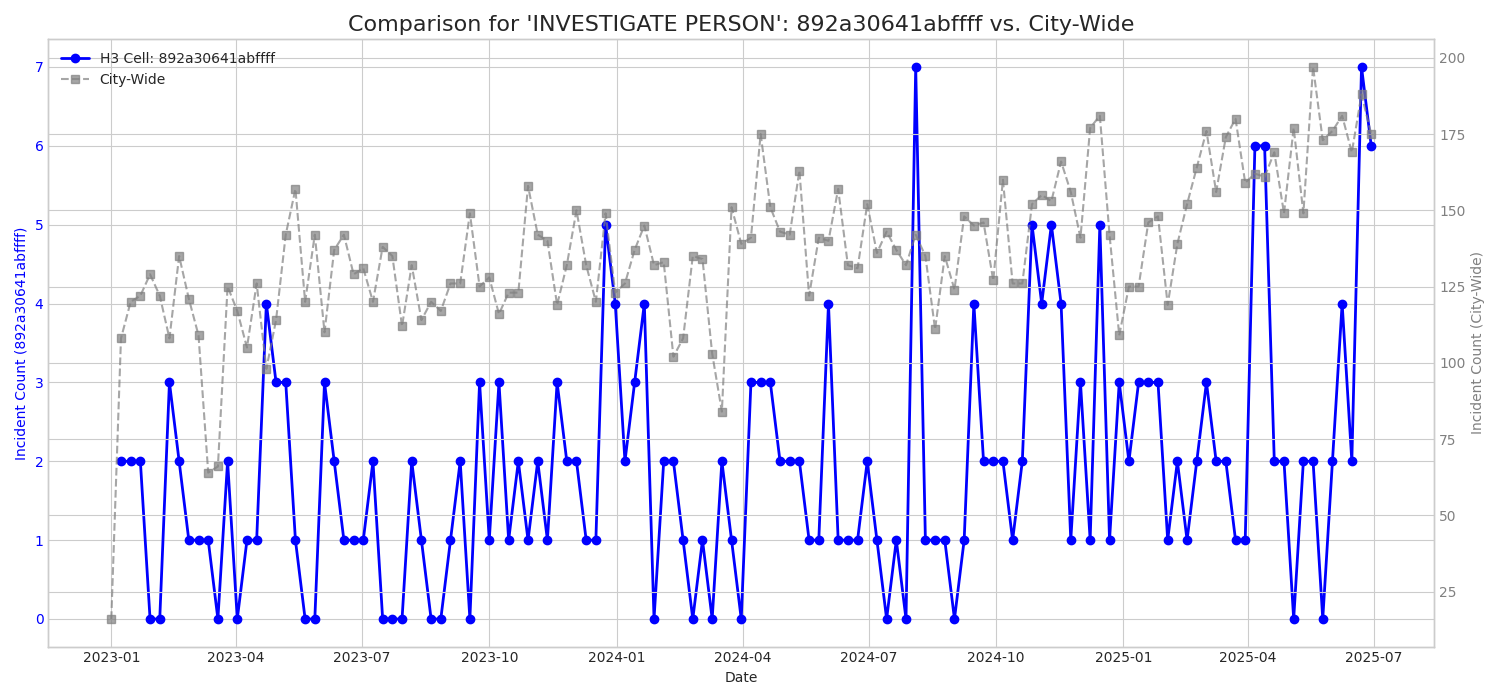 Comparison for 'INVESTIGATE PERSON': 892a30641abffff vs. City-Wide
H3 Cell: 892a30641abffff
City-Wide
Incident Count (892a30641abffff)
7
6
5
4
3
2
1
0
200
175
150
125
100
75
50
25
Incident Count (City-Wide)
2023-01 2023-04 2023-07 2023-10 2024-01 2024-04 2024-07 2024-10 2025-01 2025-04 2025-07
Date